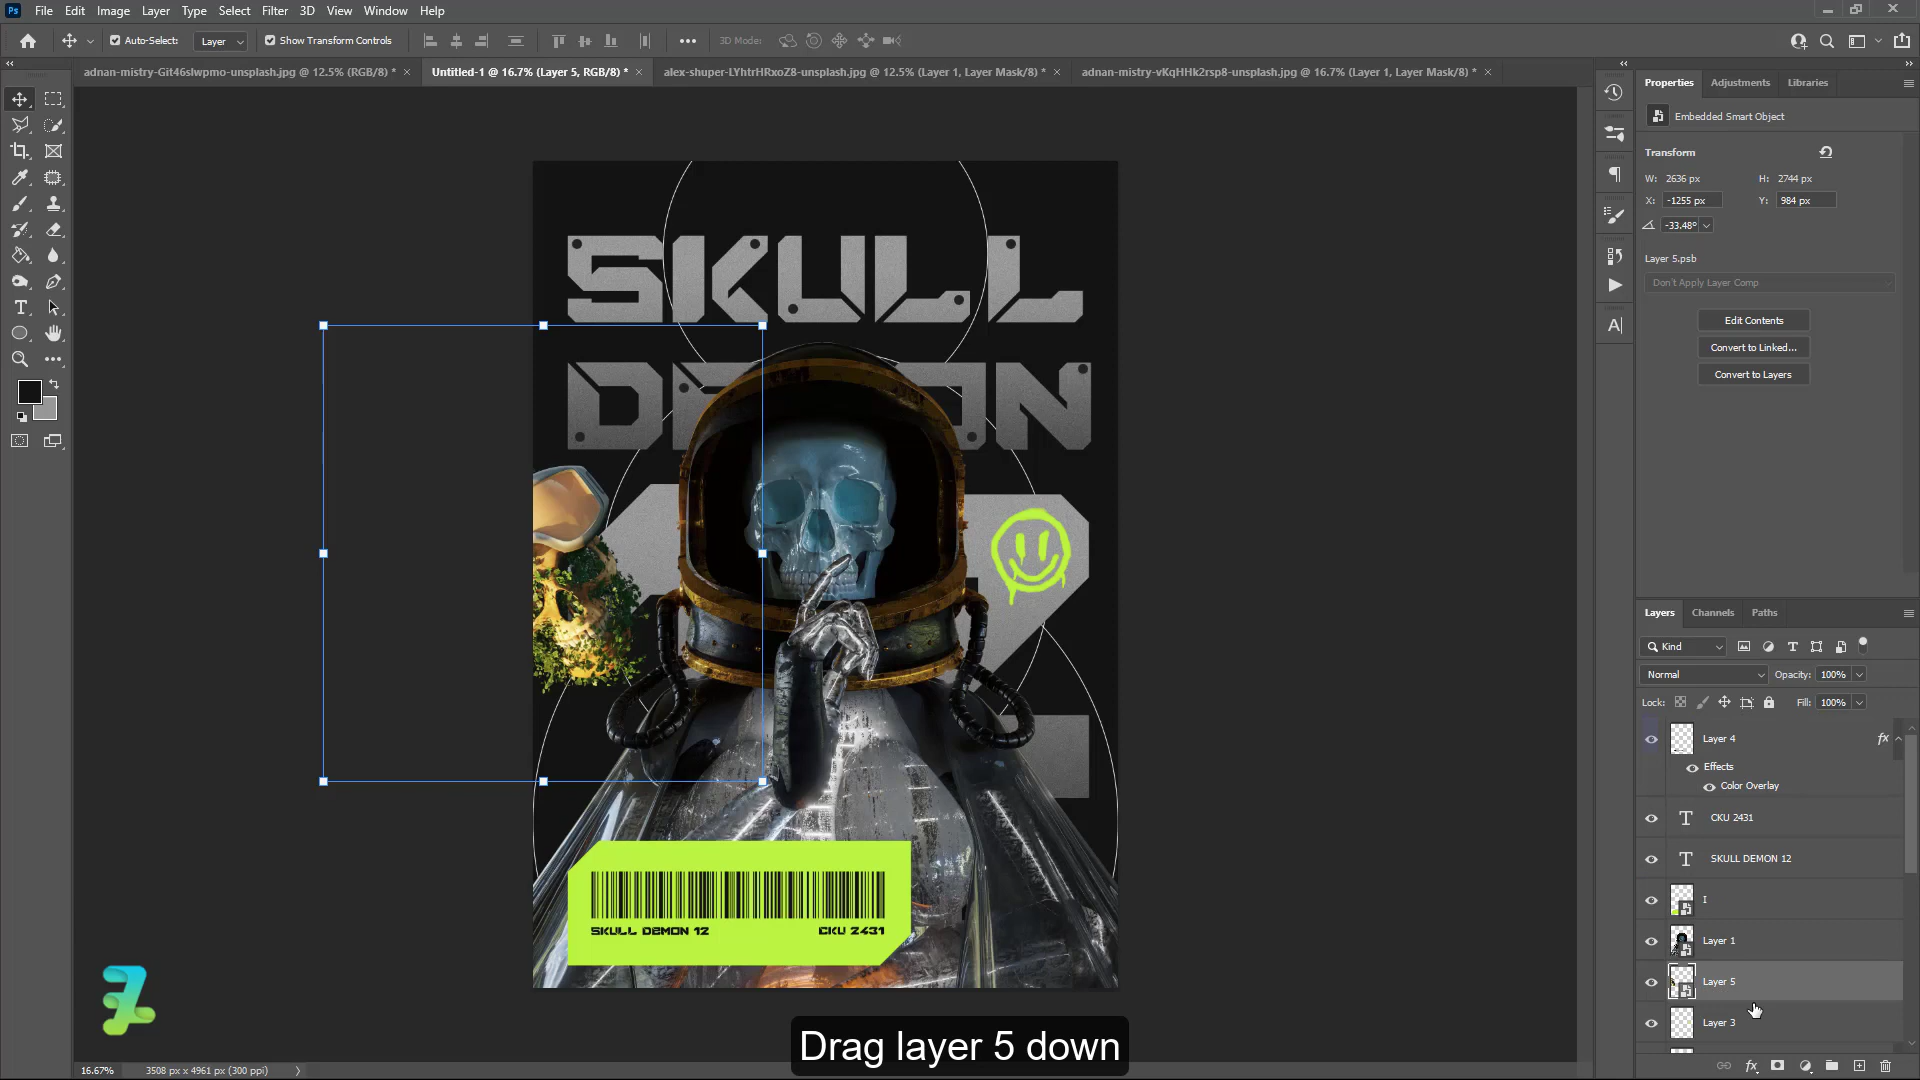 Ps File Edit Image Layer Type Select Filter 3D View Window Help
Auto-Select: Layer Show Transform Controls 3D Mode:
adnan-mistry-Git46slwpmo-unsplash.jpg @ 12.5% (RGB/8) * Untitled-1 @ 16.7% (Layer 5, RGB/8) * alex-shuper-LYhtrHRxoZ8-unsplash.jpg @ 12.5% (Layer 1, Layer Mask/8) * adnan-mistry-vKqHHk2rsp8-unsplash.jpg @ 16.7% (Layer 1, Layer Mask/8) *
Properties Adjustments Libraries
Embedded Smart Object
Transform
W: 2636 px H: 2744 px
X: -1255 px Y: 984 px
-33.48°
Layer 5.psb
Don't Apply Layer Comp
Edit Contents
Convert to Linked...
Convert to Layers
SKULL
DEMON
SKULL DEMON 12 CKU 2431
Layers Channels Paths
Kind
Normal Opacity: 100%
Lock: Fill: 100%
Layer 4 fx
Effects
Color Overlay
T CKU 2431
T SKULL DEMON 12
I
Layer 1
Layer 5
Layer 3
Drag layer 5 down
16.67% 3508 px x 4961 px (300 ppi)